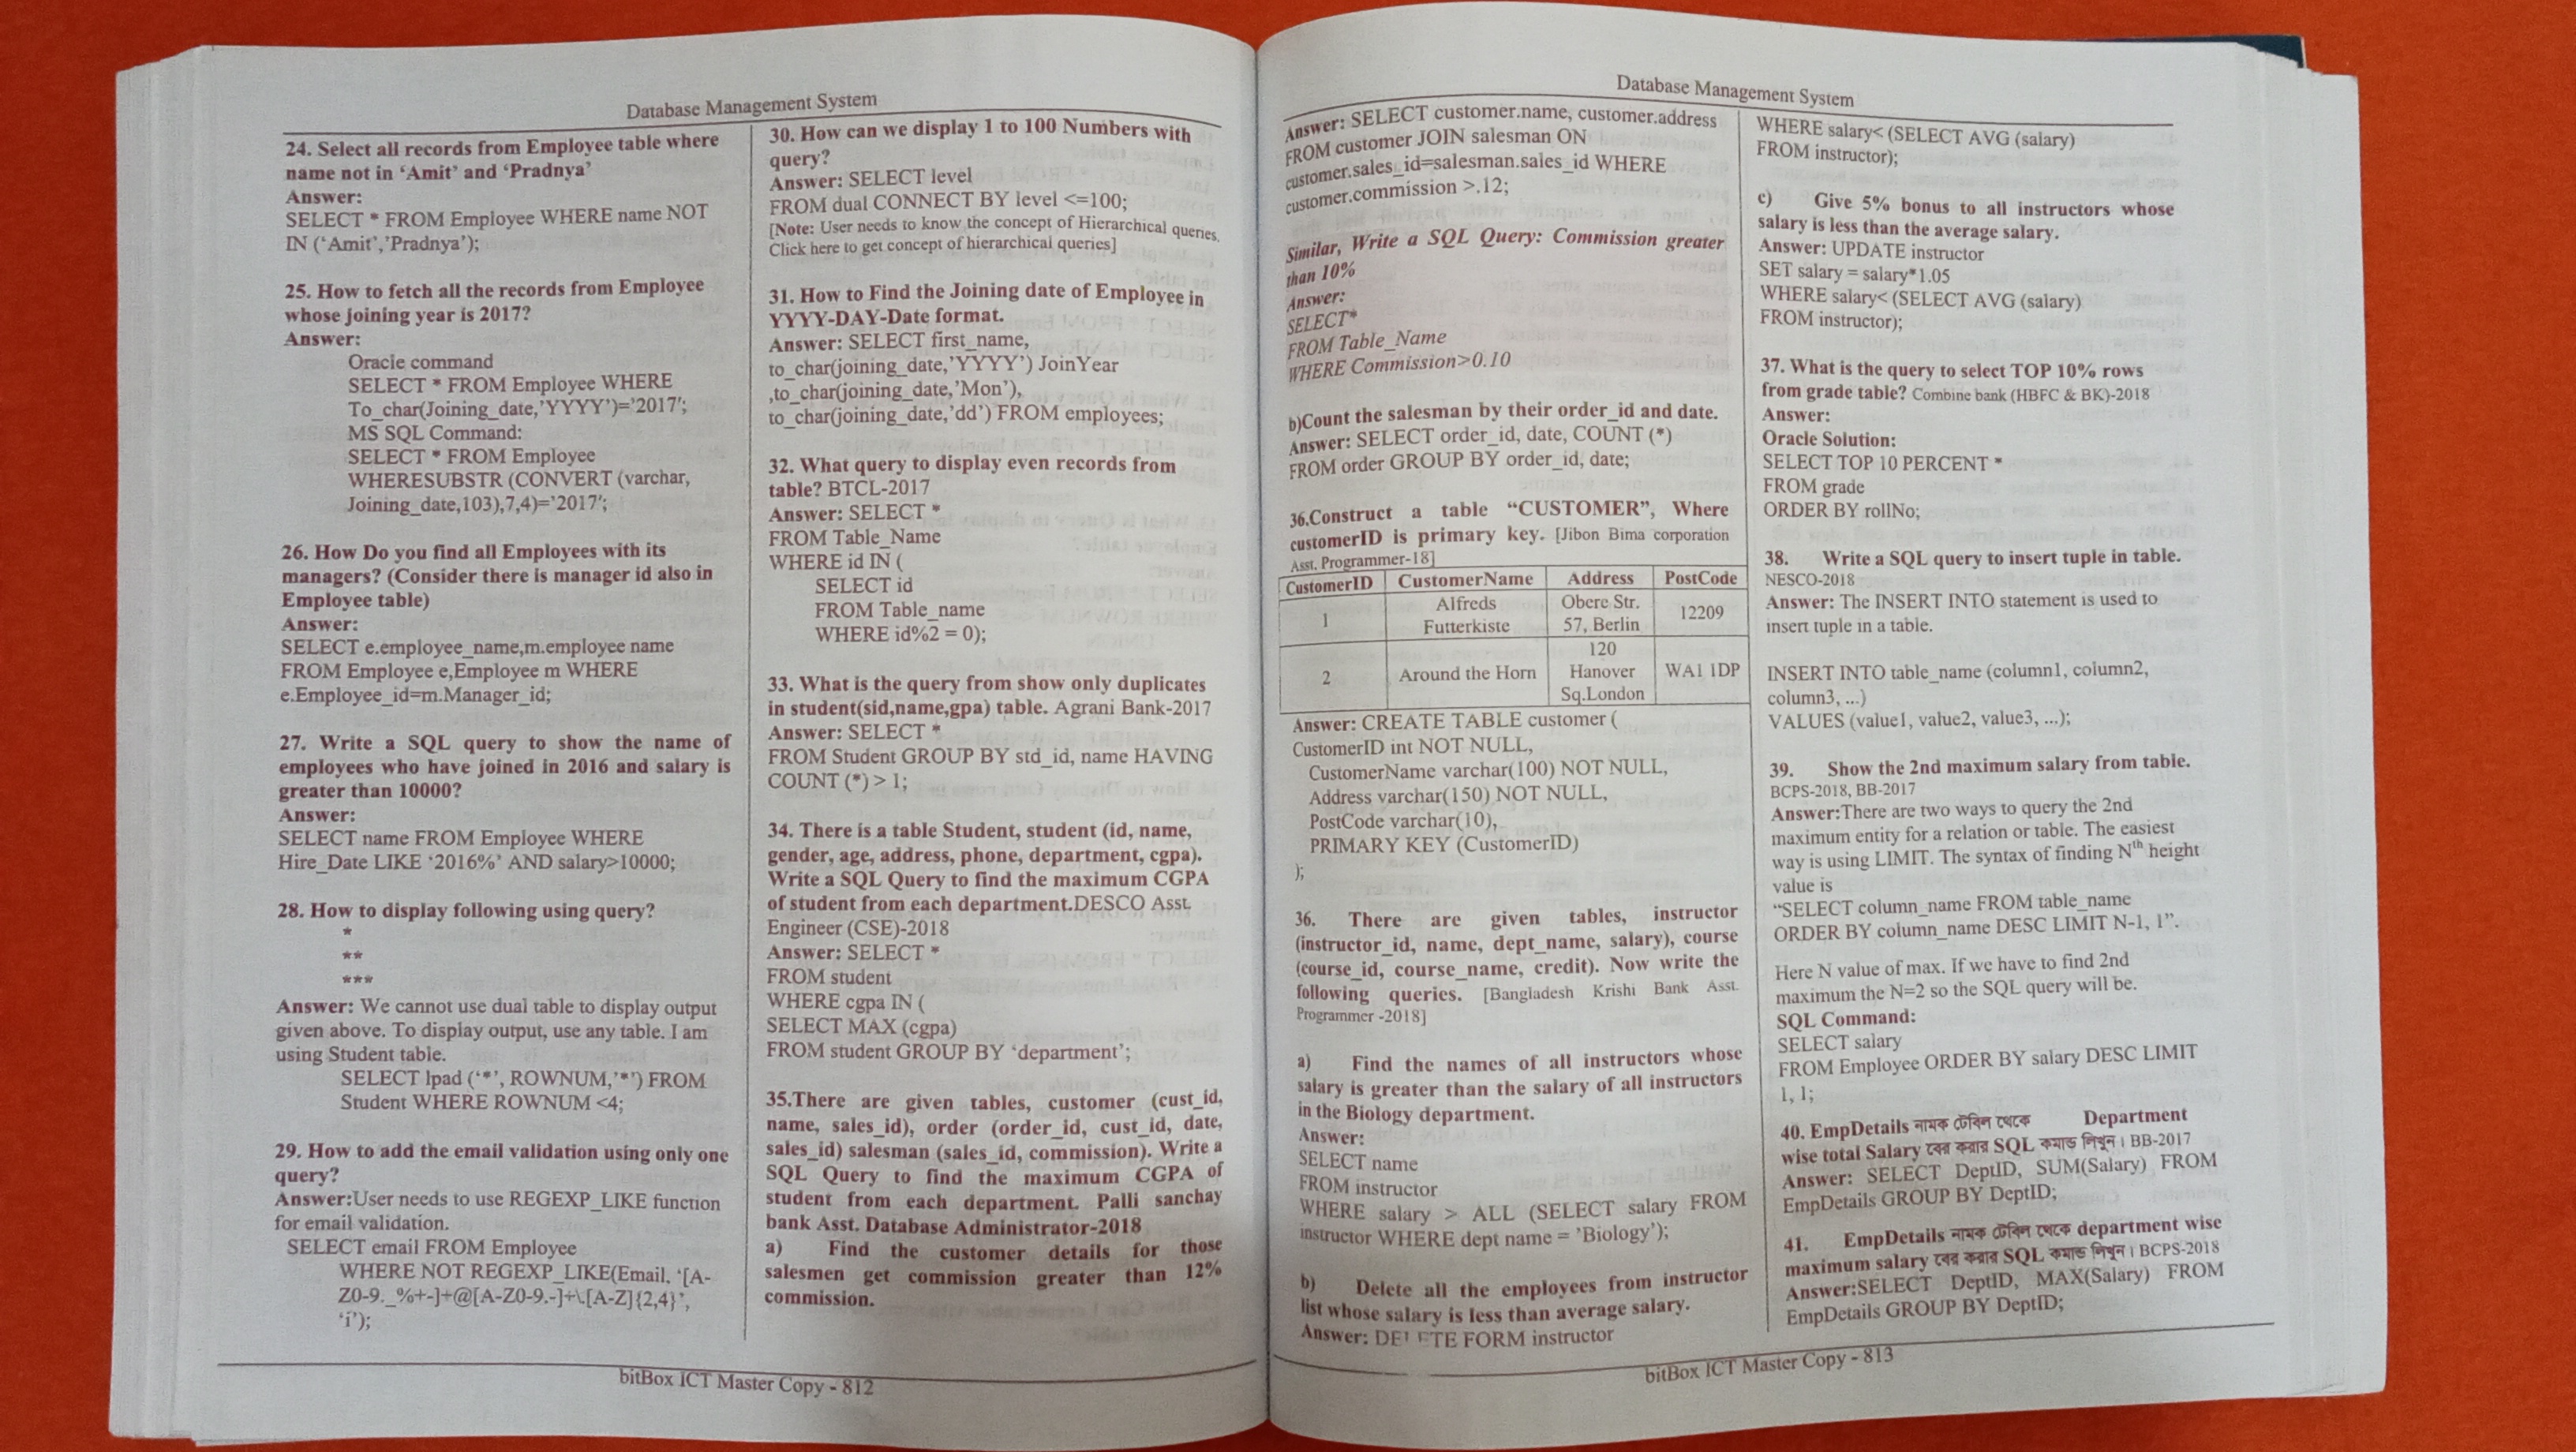 Database Management System
24. Select all records from Employee table where
name not in ‘Amit’ and ‘Pradnya’
Answer:
SELECT * FROM Employee WHERE name NOT
IN (‘Amit’,’Pradnya’);
25. How to fetch all the records from Employee
whose joining year is 2017?
Answer:
Oracle command
SELECT * FROM Employee WHERE
To_char(Joining_date,’YYYY’)=’2017′;
MS SQL Command:
SELECT * FROM Employee
WHERESUBSTR (CONVERT (varchar,
Joining_date,103),7,4)=’2017′;
26. How Do you find all Employees with its
managers? (Consider there is manager id also in
Employee table)
Answer:
SELECT e.employee_name,m.employee name
FROM Employee e,Employee m WHERE
e.Employee_id=m.Manager_id;
27. Write a SQL query to show the name of
employees who have joined in 2016 and salary is
greater than 10000?
Answer:
SELECT name FROM Employee WHERE
Hire_Date LIKE ‘2016%’ AND salary>10000;
28. How to display following using query?
*
**
***
Answer: We cannot use dual table to display output
given above. To display output, use any table. I am
using Student table.
SELECT lpad (‘*’, ROWNUM,’*’) FROM
Student WHERE ROWNUM <4;
29. How to add the email validation using only one
query?
Answer:User needs to use REGEXP_LIKE function
for email validation.
SELECT email FROM Employee
WHERE NOT REGEXP_LIKE(Email, ‘[A-
Z0-9._%+-]+@[A-Z0-9.-]+\.[A-Z]{2,4}’,
‘i’);
30. How can we display 1 to 100 Numbers with
query?
Answer: SELECT level
FROM dual CONNECT BY level <=100;
[Note: User needs to know the concept of Hierarchical queries.
Click here to get concept of hierarchical queries]
31. How to Find the Joining date of Employee in
YYYY-DAY-Date format.
Answer: SELECT first_name,
to_char(joining_date,’YYYY’) JoinYear
,to_char(joining_date,’Mon’),
to_char(joining_date,’dd’) FROM employees;
32. What query to display even records from
table? BTCL-2017
Answer: SELECT *
FROM Table_Name
WHERE id IN (
SELECT id
FROM Table_name
WHERE id%2 = 0);
33. What is the query from show only duplicates
in student(sid,name,gpa) table. Agrani Bank-2017
Answer: SELECT *
FROM Student GROUP BY std_id, name HAVING
COUNT (*) > 1;
34. There is a table Student, student (id, name,
gender, age, address, phone, department, cgpa).
Write a SQL Query to find the maximum CGPA
of student from each department.DESCO Asst.
Engineer (CSE)-2018
Answer: SELECT *
FROM student
WHERE cgpa IN (
SELECT MAX (cgpa)
FROM student GROUP BY ‘department’;
35.There are given tables, customer (cust_id,
name, sales_id), order (order_id, cust_id, date,
sales_id) salesman (sales_id, commission). Write a
SQL Query to find the maximum CGPA of
student from each department. Palli sanchay
bank Asst. Database Administrator-2018
a) Find the customer details for those
salesmen get commission greater than 12%
commission.
bitBox ICT Master Copy - 812
Database Management System
Answer: SELECT customer.name, customer.address
FROM customer JOIN salesman ON
customer.sales_id=salesman.sales_id WHERE
customer.commission >.12;
Similar, Write a SQL Query: Commission greater
than 10%
Answer:
SELECT*
FROM Table_Name
WHERE Commission>0.10
b)Count the salesman by their order_id and date.
Answer: SELECT order_id, date, COUNT (*)
FROM order GROUP BY order_id, date;
36.Construct a table “CUSTOMER”, Where
customerID is primary key. [Jibon Bima corporation
Asst. Programmer-18]
CustomerID CustomerName Address PostCode
1 Alfreds Futterkiste Obere Str. 57, Berlin 12209
2 Around the Horn 120 Hanover Sq.London WA1 1DP
Answer: CREATE TABLE customer (
CustomerID int NOT NULL,
CustomerName varchar(100) NOT NULL,
Address varchar(150) NOT NULL,
PostCode varchar(10),
PRIMARY KEY (CustomerID)
);
36. There are given tables, instructor
(instructor_id, name, dept_name, salary), course
(course_id, course_name, credit). Now write the
following queries. [Bangladesh Krishi Bank Asst.
Programmer -2018]
a) Find the names of all instructors whose
salary is greater than the salary of all instructors
in the Biology department.
Answer:
SELECT name
FROM instructor
WHERE salary > ALL (SELECT salary FROM
instructor WHERE dept name = ’Biology’);
b) Delete all the employees from instructor
list whose salary is less than average salary.
Answer: DELETE FORM instructor
WHERE salary< (SELECT AVG (salary)
FROM instructor);
c) Give 5% bonus to all instructors whose
salary is less than the average salary.
Answer: UPDATE instructor
SET salary = salary*1.05
WHERE salary< (SELECT AVG (salary)
FROM instructor);
37. What is the query to select TOP 10% rows
from grade table? Combine bank (HBFC & BK)-2018
Answer:
Oracle Solution:
SELECT TOP 10 PERCENT *
FROM grade
ORDER BY rollNo;
38. Write a SQL query to insert tuple in table.
NESCO-2018
Answer: The INSERT INTO statement is used to
insert tuple in a table.
INSERT INTO table_name (column1, column2,
column3, ...)
VALUES (value1, value2, value3, ...);
39. Show the 2nd maximum salary from table.
BCPS-2018, BB-2017
Answer:There are two ways to query the 2nd
maximum entity for a relation or table. The easiest
way is using LIMIT. The syntax of finding Nth height
value is
“SELECT column_name FROM table_name
ORDER BY column_name DESC LIMIT N-1, 1”.
Here N value of max. If we have to find 2nd
maximum the N=2 so the SQL query will be.
SQL Command:
SELECT salary
FROM Employee ORDER BY salary DESC LIMIT
1, 1;
40. EmpDetails নামক টেবিল থেকে Department
wise total Salary বের করার SQL কমান্ড লিখুন। BB-2017
Answer: SELECT DeptID, SUM(Salary) FROM
EmpDetails GROUP BY DeptID;
41. EmpDetails নামক টেবিল থেকে department wise
maximum salary বের করার SQL কমান্ড লিখুন। BCPS-2018
Answer:SELECT DeptID, MAX(Salary) FROM
EmpDetails GROUP BY DeptID;
bitBox ICT Master Copy - 813